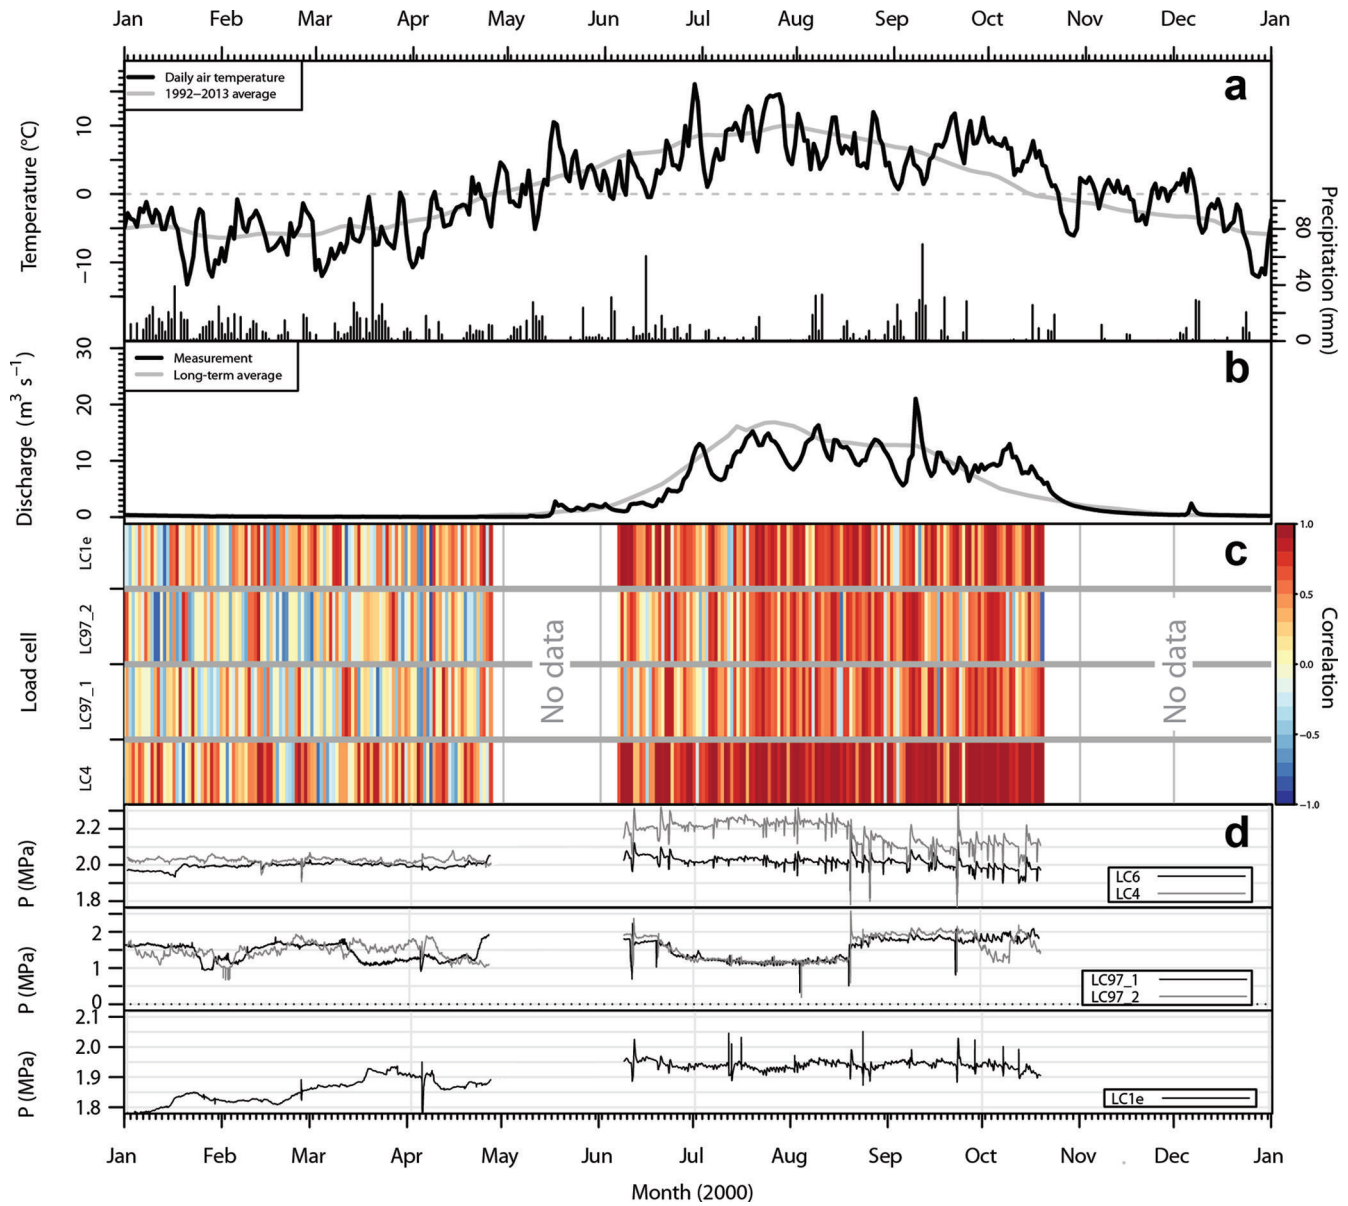 Jan Feb Mar Apr May Jun Jul Aug Sep Oct Nov Dec Jan
a
Daily air temperature
1992–2013 average
Temperature (°C)
10
0
−10
Precipitation (mm)
80
40
0
b
Measurement
Long-term average
Discharge (m³ s⁻¹)
30
20
10
0
c
Load cell
LC1e
LC97_2
LC97_1
LC4
No data
No data
Correlation
1.0
0.5
0.0
−0.5
−1.0
d
P (MPa)
2.2
2.0
1.8
LC6
LC4
P (MPa)
2
1
0
LC97_1
LC97_2
P (MPa)
2.1
2.0
1.9
1.8
LC1e
Jan Feb Mar Apr May Jun Jul Aug Sep Oct Nov Dec Jan
Month (2000)